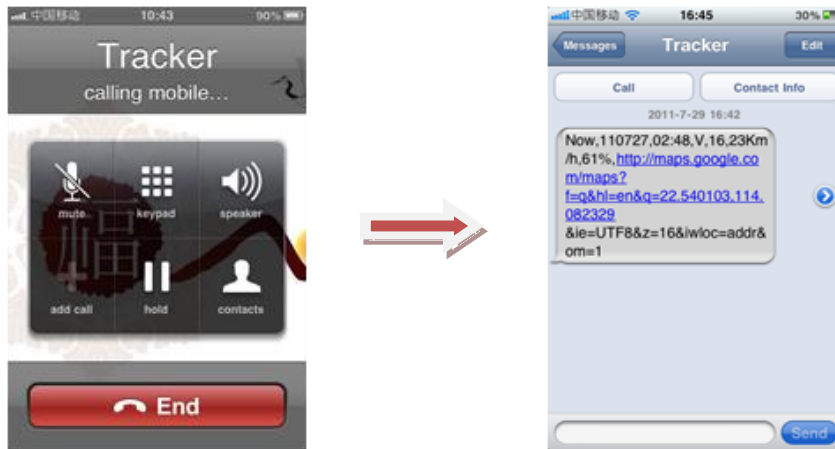 中国移动 10:43 90%
Tracker
calling mobile...
mute keypad speaker
福
add call hold contacts
End
中国移动 16:45 30%
Messages Tracker Edit
Call Contact Info
2011-7-29 16:42
Now,110727,02:48,V,16,23Km
/h,61%,http://maps.google.co
m/maps?
f=q&hl=en&q=22.540103,114.
082329
&ie=UTF8&z=16&iwloc=addr&
om=1
Send